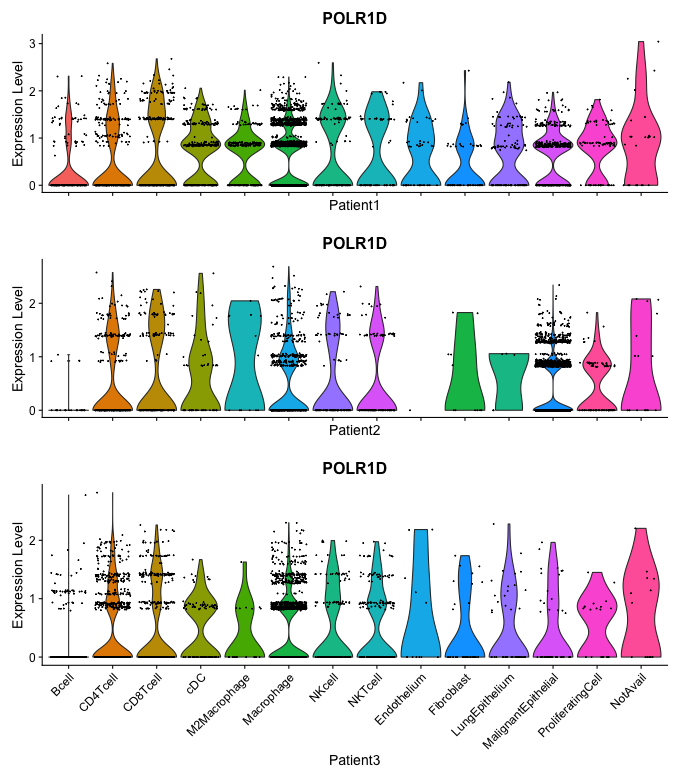 POLR1D
Expression Level
3
2
1
0
Patient1
POLR1D
Expression Level
2
1
0
Patient2
POLR1D
Expression Level
2
1
0
Bcell
CD4Tcell
CD8Tcell
cDC
M2Macrophage
Macrophage
NKcell
NKTcell
Endothelium
Fibroblast
LungEpithelium
MalignantEpithelial
ProliferatingCell
NotAvail
Patient3